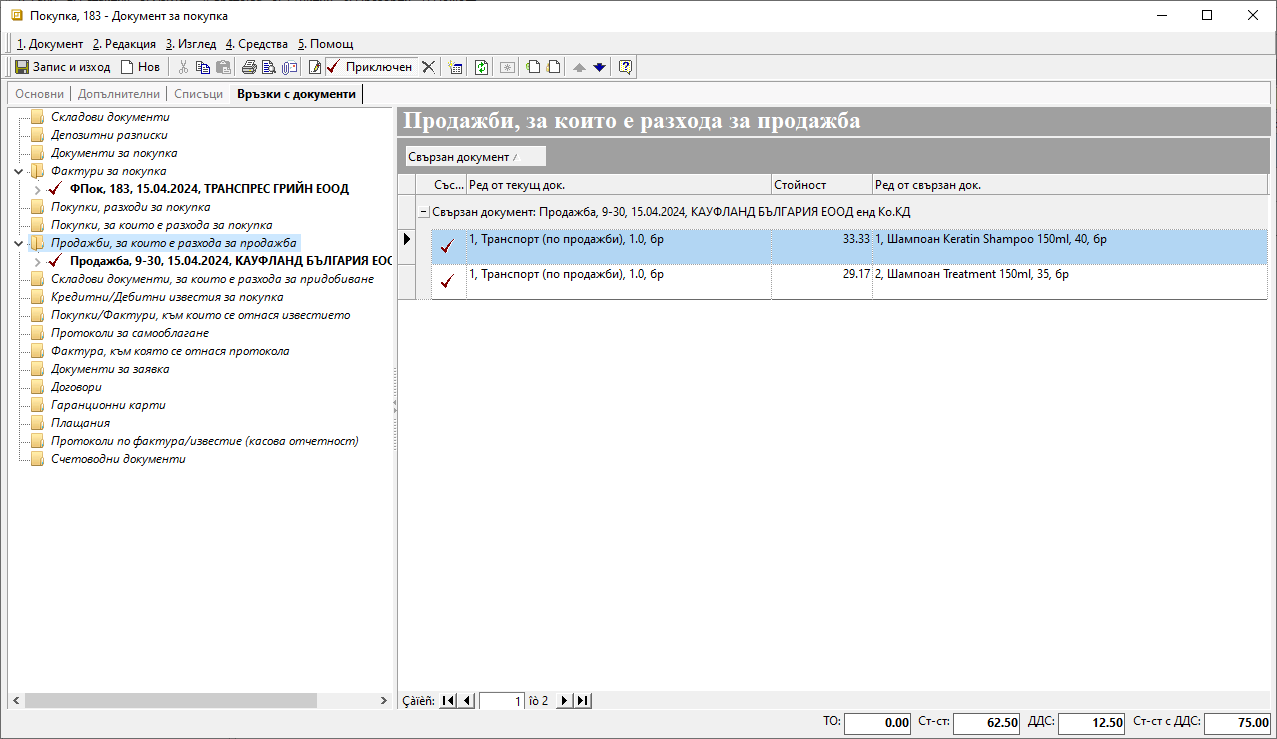 Покупка, 183 - Документ за покупка
1. Документ 2. Редакция 3. Изглед 4. Средства 5. Помощ
Запис и изход Нов Приключен
Основни Допълнителни Списъци Връзки с документи
Складови документи
Депозитни разписки
Документи за покупка
Фактури за покупка
ФПок, 183, 15.04.2024, ТРАНСПРЕС ГРИЙН ЕООД
Покупки, разходи за покупка
Покупки, за които е разхода за покупка
Продажби, за които е разхода за продажба
Продажба, 9-30, 15.04.2024, КАУФЛАНД БЪЛГАРИЯ ЕОО
Складови документи, за които е разхода за придобиване
Кредитни/Дебитни известия за покупка
Покупки/Фактури, към които се отнася известието
Протоколи за самооблагане
Фактура, към която се отнася протокола
Документи за заявка
Договори
Гаранционни карти
Плащания
Протоколи по фактура/известие (касова отчетност)
Счетоводни документи
Продажби, за които е разхода за продажба
Свързан документ
Със... Ред от текущ док. Стойност Ред от свързан док.
Свързан документ: Продажба, 9-30, 15.04.2024, КАУФЛАНД БЪЛГАРИЯ ЕООД енд Ко.КД
1, Транспорт (по продажби), 1.0, бр 33.33 1, Шампоан Keratin Shampoo 150ml, 40, бр
1, Транспорт (по продажби), 1.0, бр 29.17 2, Шампоан Treatment 150ml, 35, бр
Çàïèñ: 1 îò 2
ТО: 0.00 Ст-ст: 62.50 ДДС: 12.50 Ст-ст с ДДС: 75.00